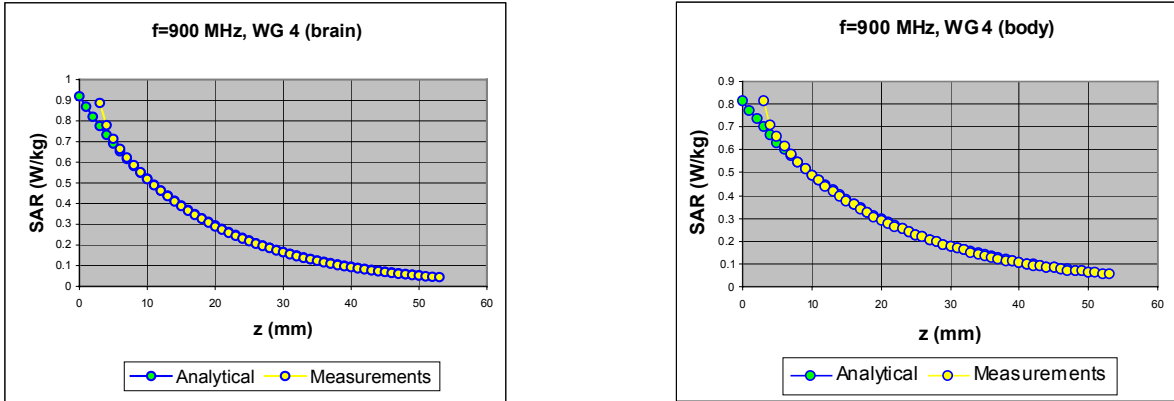 f=900 MHz, WG 4 (brain)
SAR (W/kg)
1
0.9
0.8
0.7
0.6
0.5
0.4
0.3
0.2
0.1
0
0 10 20 30 40 50 60
z (mm)
Analytical Measurements
f=900 MHz, WG 4 (body)
SAR (W/kg)
0.9
0.8
0.7
0.6
0.5
0.4
0.3
0.2
0.1
0
0 10 20 30 40 50 60
z (mm)
Analytical Measurements